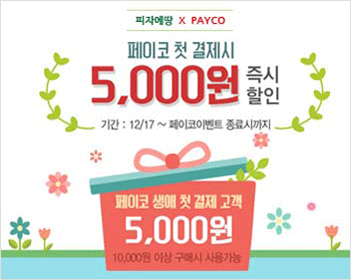 피자에땅 X PAYCO
페이코 첫 결제시
5,000원 즉시 할인
기간 : 12/17 ~ 페이코이벤트 종료시까지
페이코 생애 첫 결제 고객
5,000원
10,000원 이상 구매시 사용가능